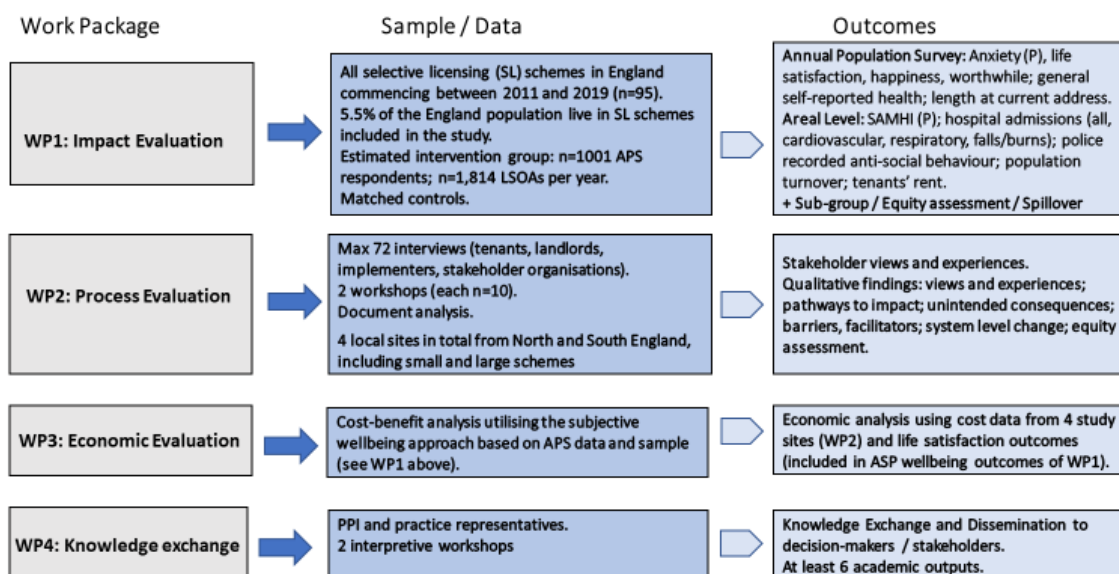 Work Package
Sample / Data
Outcomes
WP1: Impact Evaluation
All selective licensing (SL) schemes in England
commencing between 2011 and 2019 (n=95).
5.5% of the England population live in SL schemes
included in the study.
Estimated intervention group: n=1001 APS
respondents; n=1,814 LSOAs per year.
Matched controls.
Annual Population Survey: Anxiety (P), life
satisfaction, happiness, worthwhile; general
self-reported health; length at current address.
Areal Level: SAMHI (P); hospital admissions (all,
cardiovascular, respiratory, falls/burns); police
recorded anti-social behaviour; population
turnover; tenants' rent.
+ Sub-group / Equity assessment / Spillover
WP2: Process Evaluation
Max 72 interviews (tenants, landlords,
implementers, stakeholder organisations).
2 workshops (each n=10).
Document analysis.
4 local sites in total from North and South England,
including small and large schemes
Stakeholder views and experiences.
Qualitative findings: views and experiences;
pathways to impact; unintended consequences;
barriers, facilitators; system level change; equity
assessment.
WP3: Economic Evaluation
Cost-benefit analysis utilising the subjective
wellbeing approach based on APS data and sample
(see WP1 above).
Economic analysis using cost data from 4 study
sites (WP2) and life satisfaction outcomes
(included in ASP wellbeing outcomes of WP1).
WP4: Knowledge exchange
PPI and practice representatives.
2 interpretive workshops
Knowledge Exchange and Dissemination to
decision-makers / stakeholders.
At least 6 academic outputs.